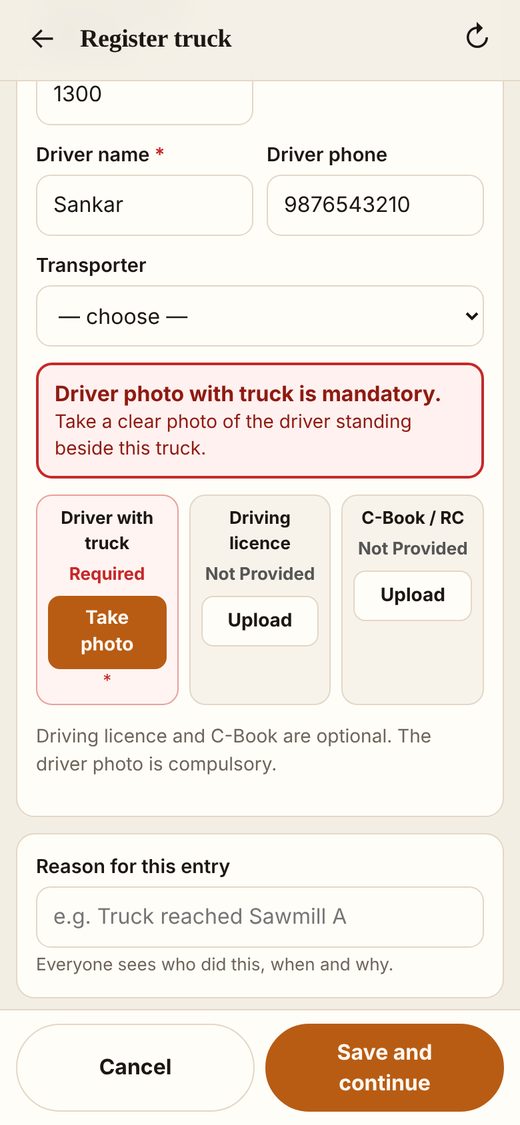 Register truck
1300
Driver name *
Driver phone
Sankar
9876543210
Transporter
— choose —
Driver photo with truck is mandatory.
Take a clear photo of the driver standing
beside this truck.
Driver with
truck
Required
Take
photo
*
Driving
licence
Not Provided
Upload
C-Book / RC
Not Provided
Upload
Driving licence and C-Book are optional. The
driver photo is compulsory.
Reason for this entry
e.g. Truck reached Sawmill A
Everyone sees who did this, when and why.
Cancel
Save and
continue